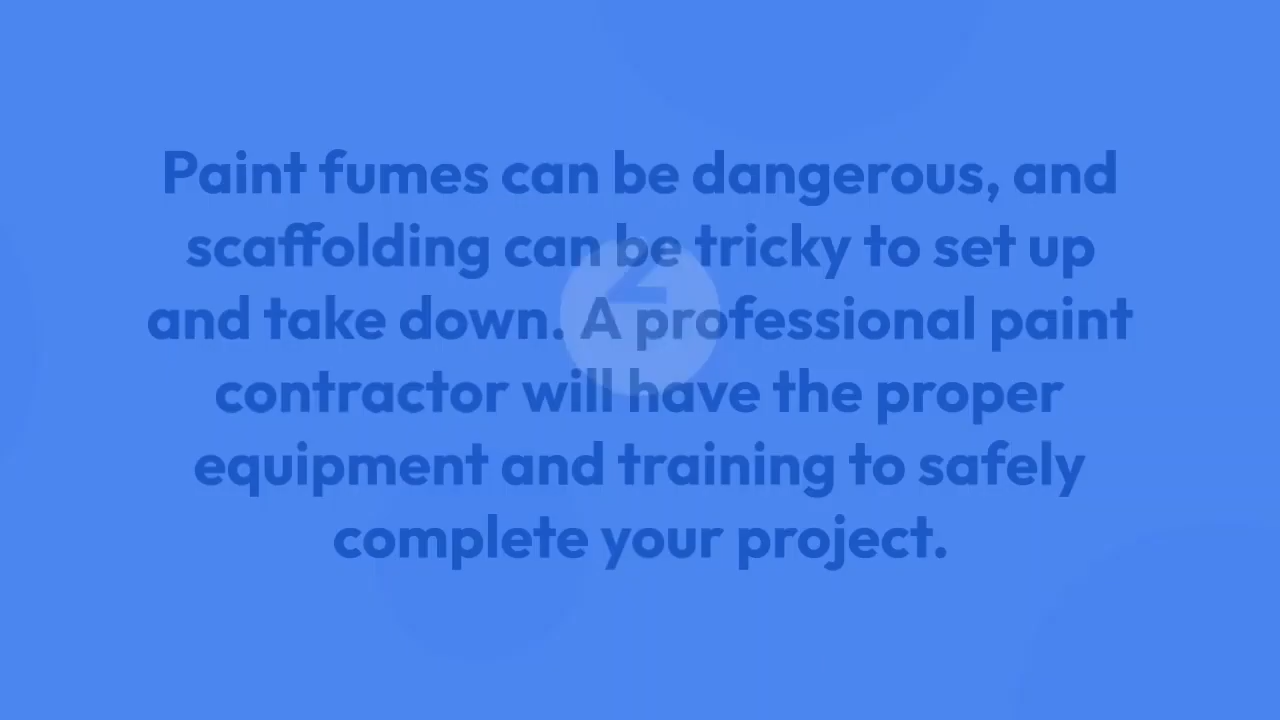 Paint fumes can be dangerous, and
scaffolding can be tricky to set up
and take down. A professional paint
contractor will have the proper
equipment and training to safely
complete your project.